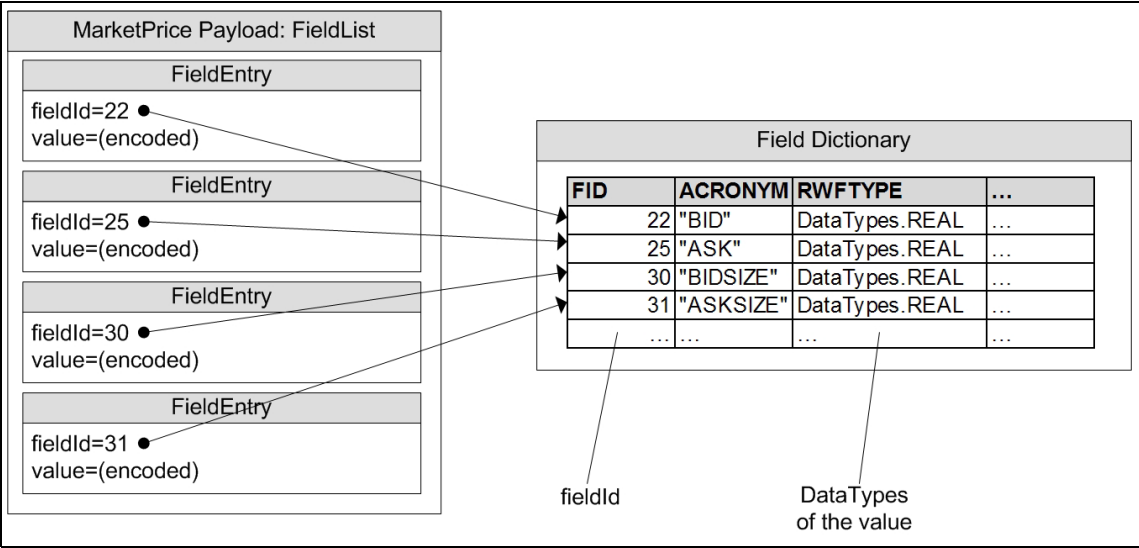 MarketPrice Payload: FieldList
FieldEntry
fieldId=22
value=(encoded)
FieldEntry
fieldId=25
value=(encoded)
FieldEntry
fieldId=30
value=(encoded)
FieldEntry
fieldId=31
value=(encoded)
Field Dictionary
FID ACRONYM RWFTYPE ...
22 "BID" DataTypes.REAL ...
25 "ASK" DataTypes.REAL ...
30 "BIDSIZE" DataTypes.REAL ...
31 "ASKSIZE" DataTypes.REAL ...
... ... ... ...
fieldId
DataTypes
of the value